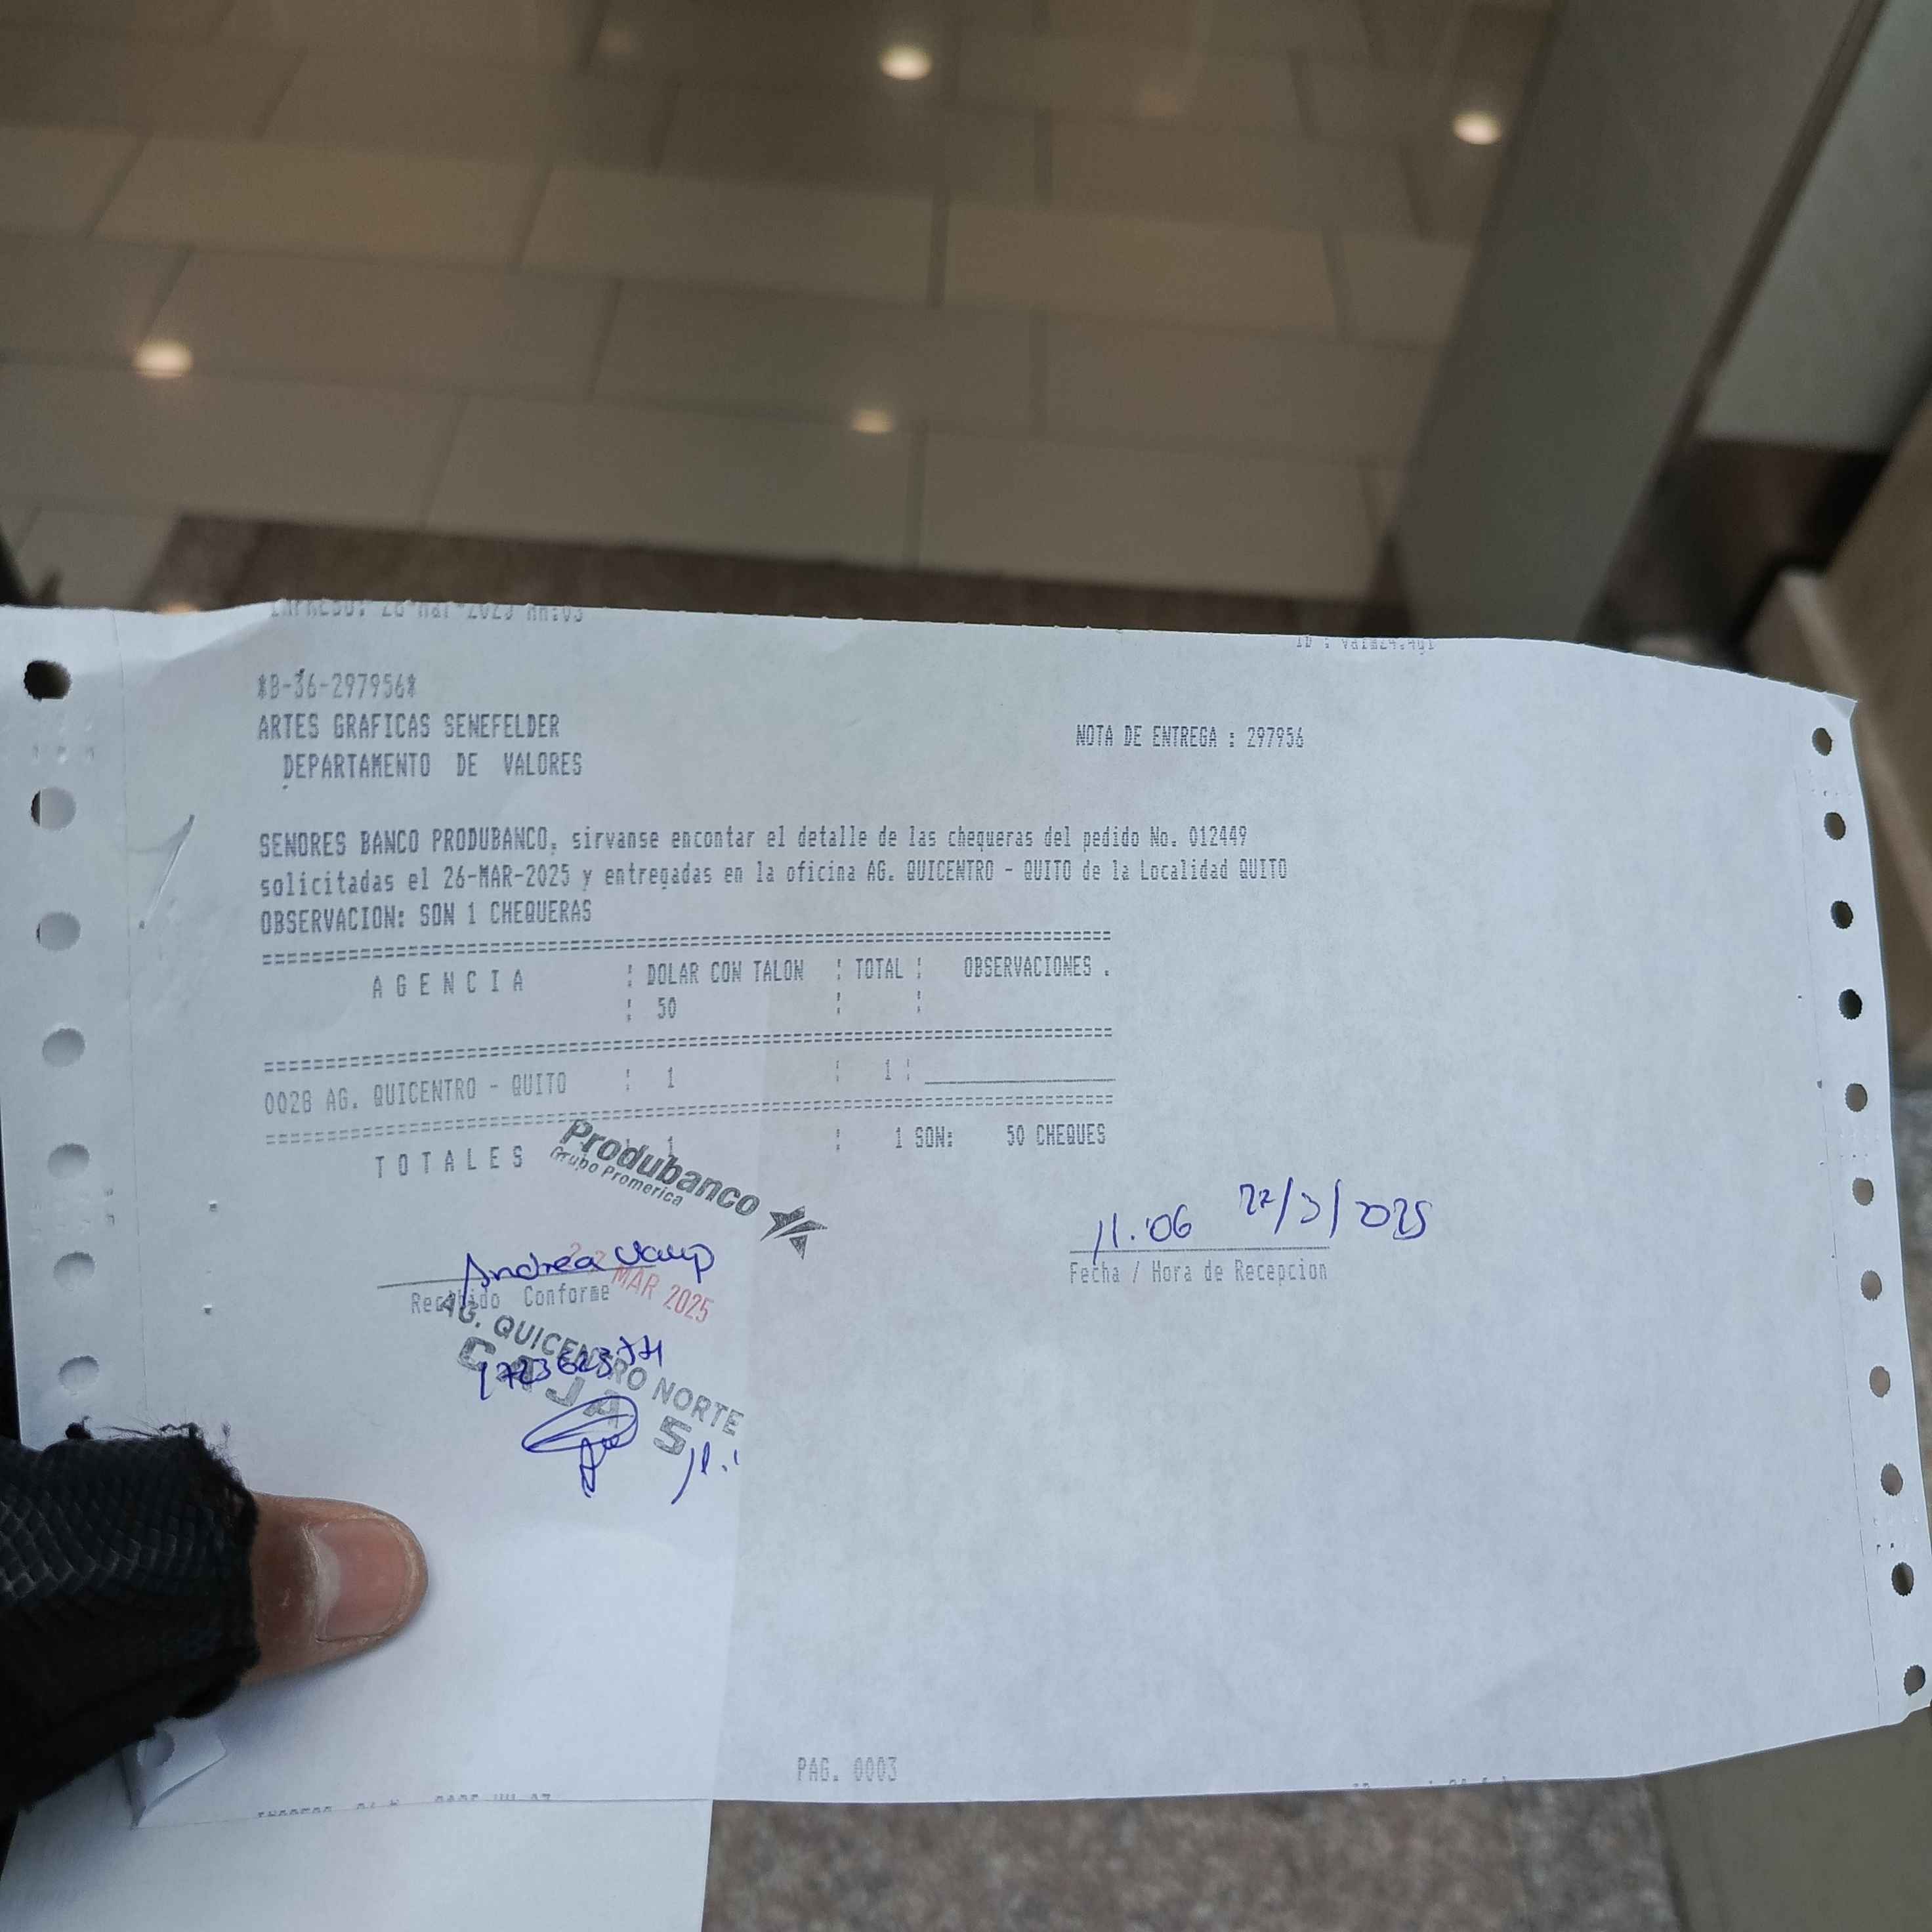 *B-36-297956*
ARTES GRAFICAS SENEFELDER
NOTA DE ENTREGA : 297956
DEPARTAMENTO DE VALORES
SENORES BANCO PRODUBANCO, sirvanse encontar el detalle de las chequeras del pedido No. 012449
solicitadas el 26-MAR-2025 y entregadas en la oficina AG. QUICENTRO - QUITO de la Localidad QUITO
OBSERVACION: SON 1 CHEQUERAS
A G E N C I A : DOLAR CON TALON : TOTAL : OBSERVACIONES .
: 50 : :
0028 AG. QUICENTRO - QUITO : 1 : 1 :
T O T A L E S 1 : 1 SON: 50 CHEQUES
Produbanco
Grupo Promerica
11:06
/2025
Andrea
MAR 2025
Recibido Conforme
Fecha / Hora de Recepcion
AG. QUICENTRO NORTE
CAJA 5
PAG. 0003